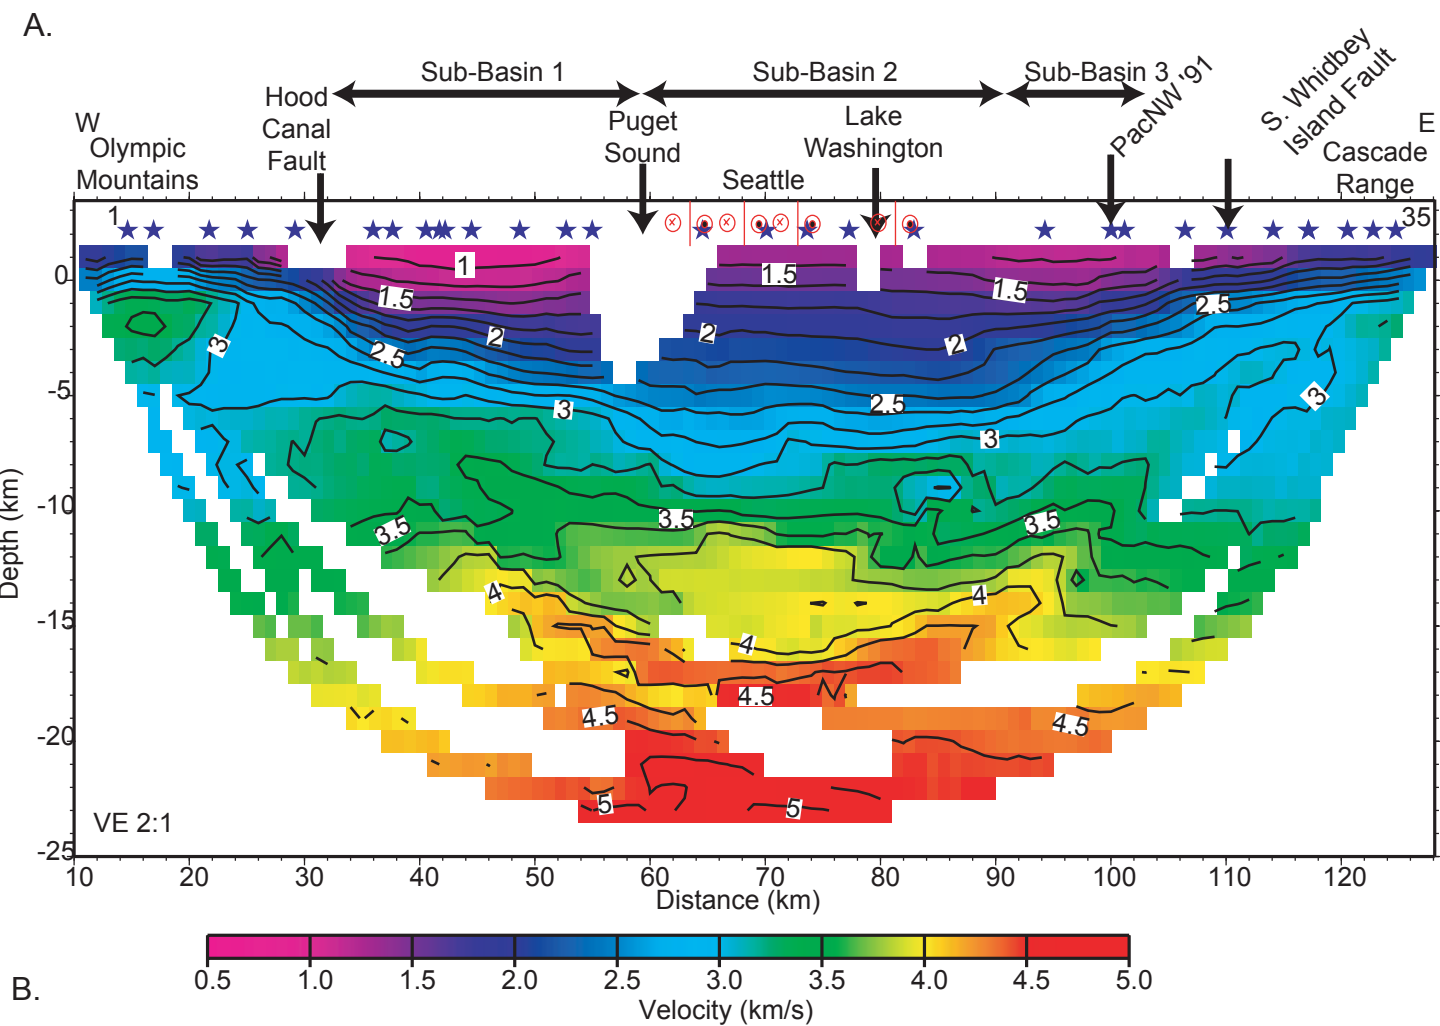 A.
Sub-Basin 1
Sub-Basin 2
Sub-Basin 3
PacNW '91
S. Whidbey
Island Fault
Hood
Canal
Fault
Puget
Sound
Lake
Washington
W
Olympic
Mountains
Seattle
E
Cascade
Range
1
35
1
1.5
1.5
1.5
2
2
2
2.5
2.5
2.5
3
3
3
3
3.5
3.5
3.5
4
4
4
4.5
4.5
4.5
5
5
0
-5
-10
-15
-20
-25
Depth (km)
VE 2:1
10 20 30 40 50 60 70 80 90 100 110 120
Distance (km)
0.5 1.0 1.5 2.0 2.5 3.0 3.5 4.0 4.5 5.0
Velocity (km/s)
B.